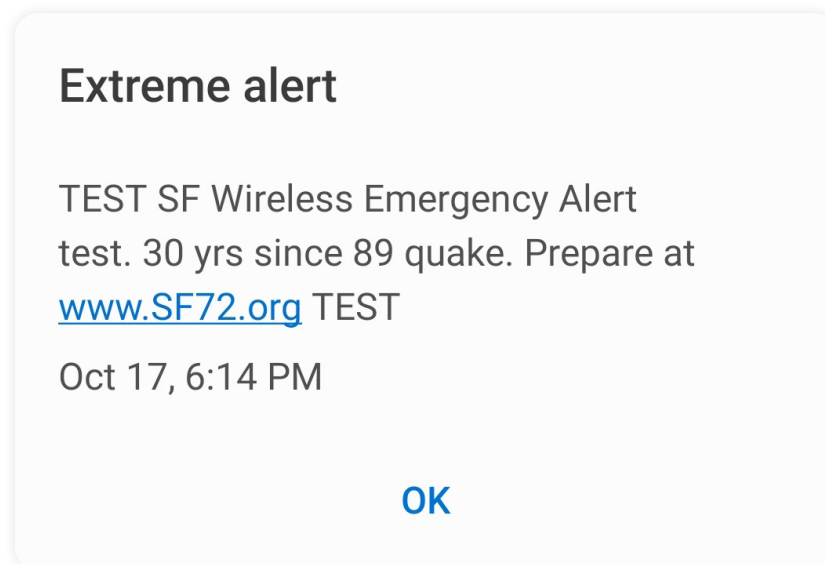 Extreme alert
TEST SF Wireless Emergency Alert
test. 30 yrs since 89 quake. Prepare at
www.SF72.org TEST
Oct 17, 6:14 PM
OK